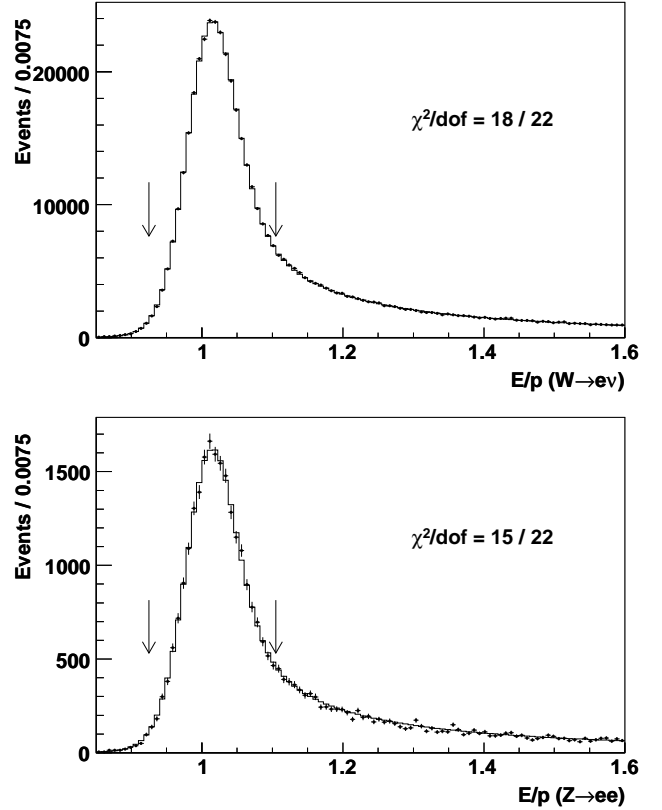 Events / 0.0075
20000
10000
0
χ²/dof = 18 / 22
1 1.2 1.4 1.6
E/p (W→eν)
Events / 0.0075
1500
1000
500
0
χ²/dof = 15 / 22
1 1.2 1.4 1.6
E/p (Z→ee)